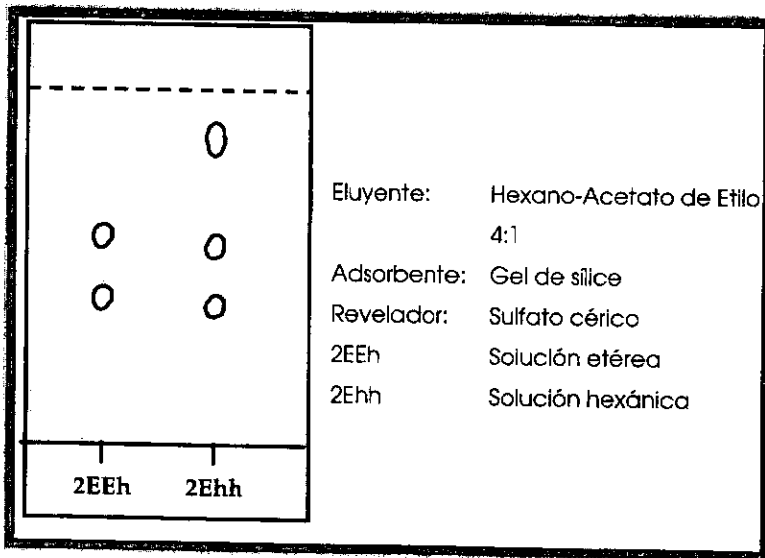 Eluyente: Hexano-Acetato de Etilo
4:1
Adsorbente: Gel de sílice
Revelador: Sulfato cérico
2EEh Solución etérea
2Ehh Solución hexánica
2EEh 2Ehh